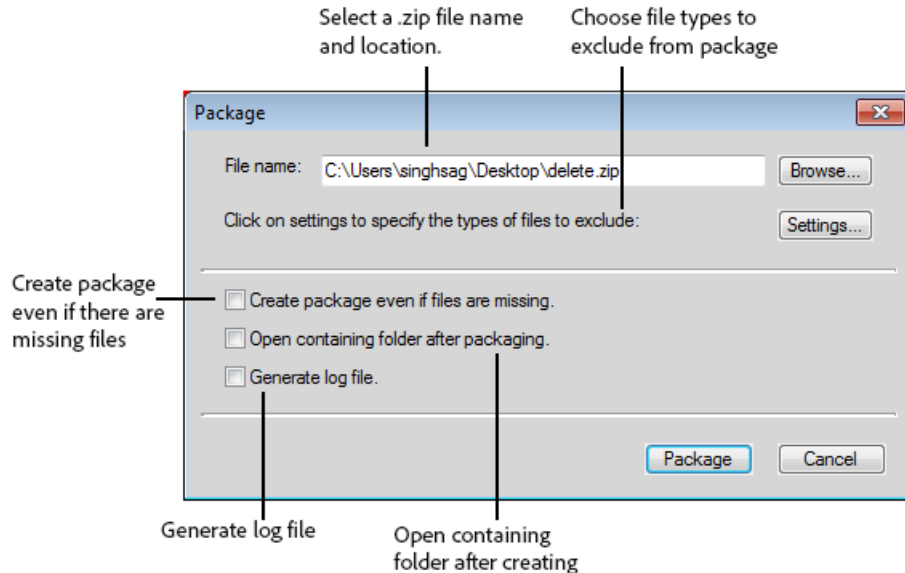 Select a .zip file name
and location.
Choose file types to
exclude from package
Package
File name:
C:\Users\singhsag\Desktop\delete.zip
Browse...
Click on settings to specify the types of files to exclude:
Settings...
Create package
even if there are
missing files
Create package even if files are missing.
Open containing folder after packaging.
Generate log file.
Package
Cancel
Generate log file
Open containing
folder after creating